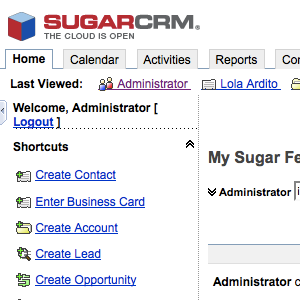 SUGARCRM®
THE CLOUD IS OPEN
Home Calendar Activities Reports
Last Viewed: Administrator Lola Ardito
Welcome, Administrator [
Logout ]
Shortcuts
Create Contact
Enter Business Card
Create Account
Create Lead
Create Opportunity
My Sugar Fe
Administrator
Administrator c